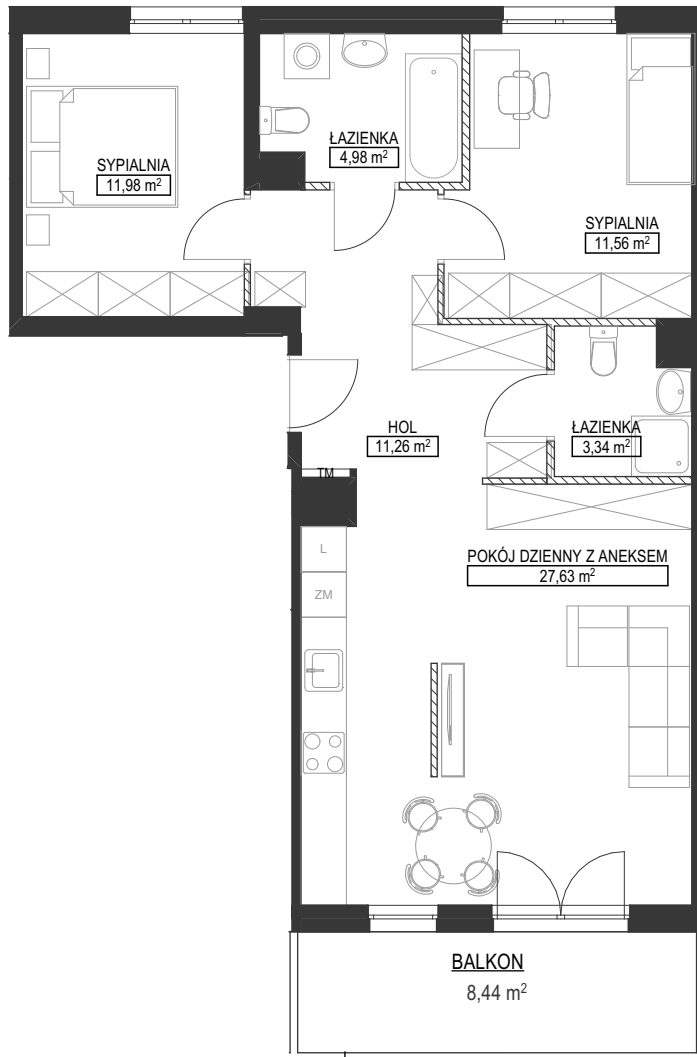 ŁAZIENKA
4,98 m²
SYPIALNIA
11,98 m²
SYPIALNIA
11,56 m²
HOL
11,26 m²
ŁAZIENKA
3,34 m²
TM
L
ZM
POKÓJ DZIENNY Z ANEKSEM
27,63 m²
BALKON
8,44 m²